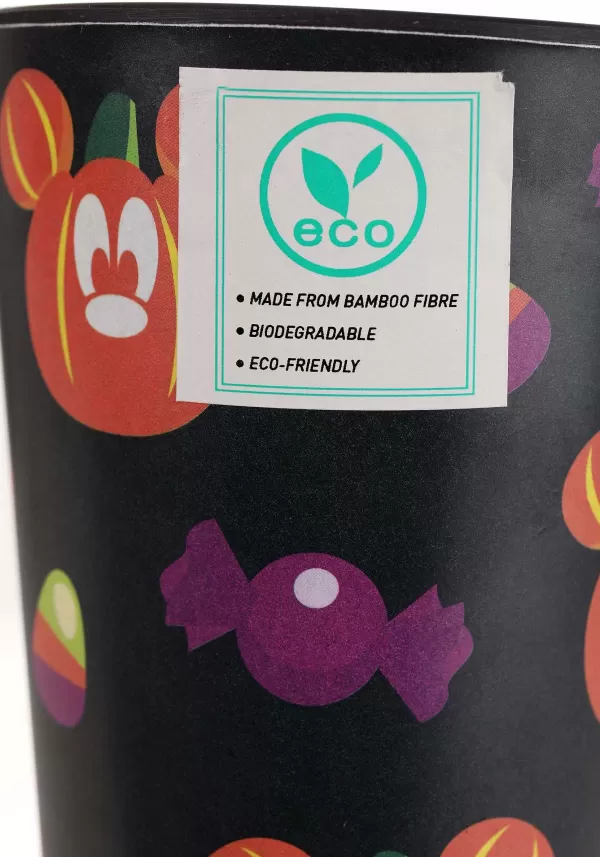 eco
• MADE FROM BAMBOO FIBRE
• BIODEGRADABLE
• ECO-FRIENDLY